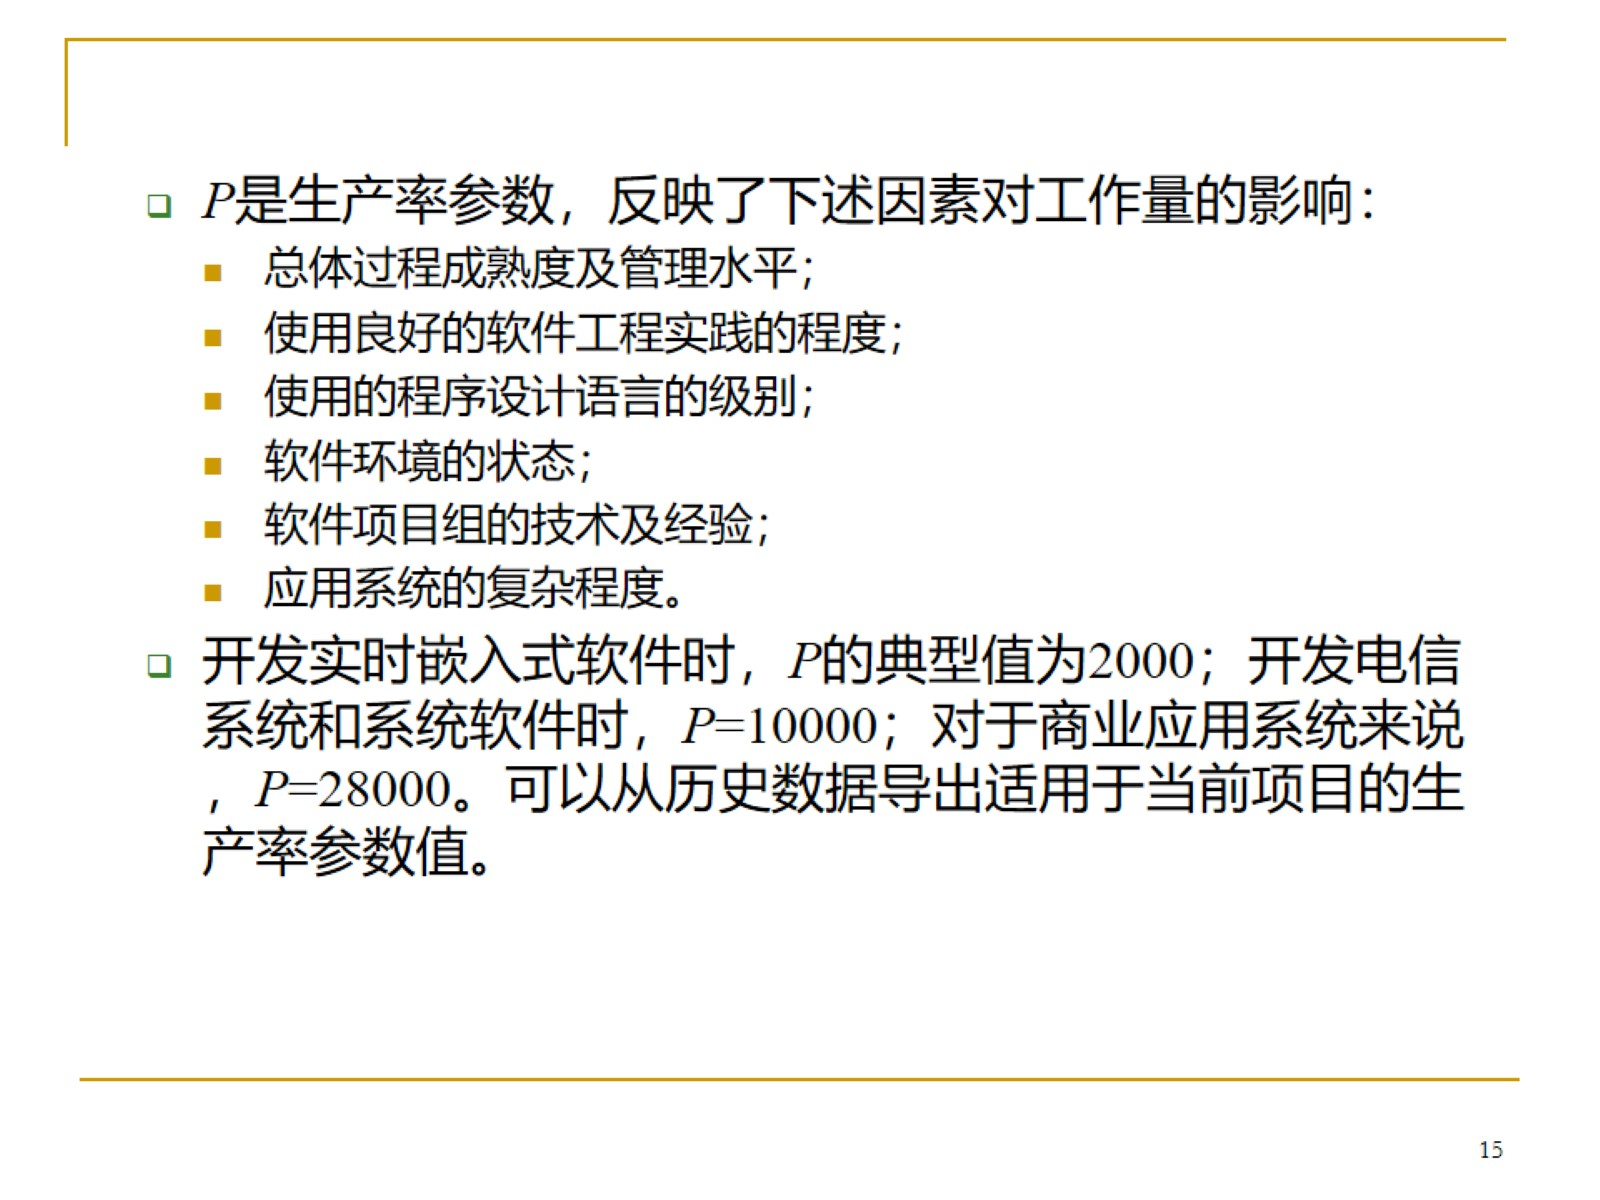 P是生产率参数，反映了下述因素对工作量的影响：
总体过程成熟度及管理水平；
使用良好的软件工程实践的程度；
使用的程序设计语言的级别；
软件环境的状态；
软件项目组的技术及经验；
应用系统的复杂程度。
开发实时嵌入式软件时，P的典型值为2000；开发电信
系统和系统软件时，P=10000；对于商业应用系统来说
，P=28000。可以从历史数据导出适用于当前项目的生
产率参数值。
15